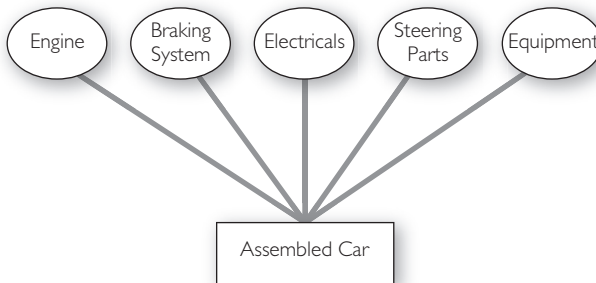 Engine
Braking
System
Electricals
Steering
Parts
Equipment
Assembled Car